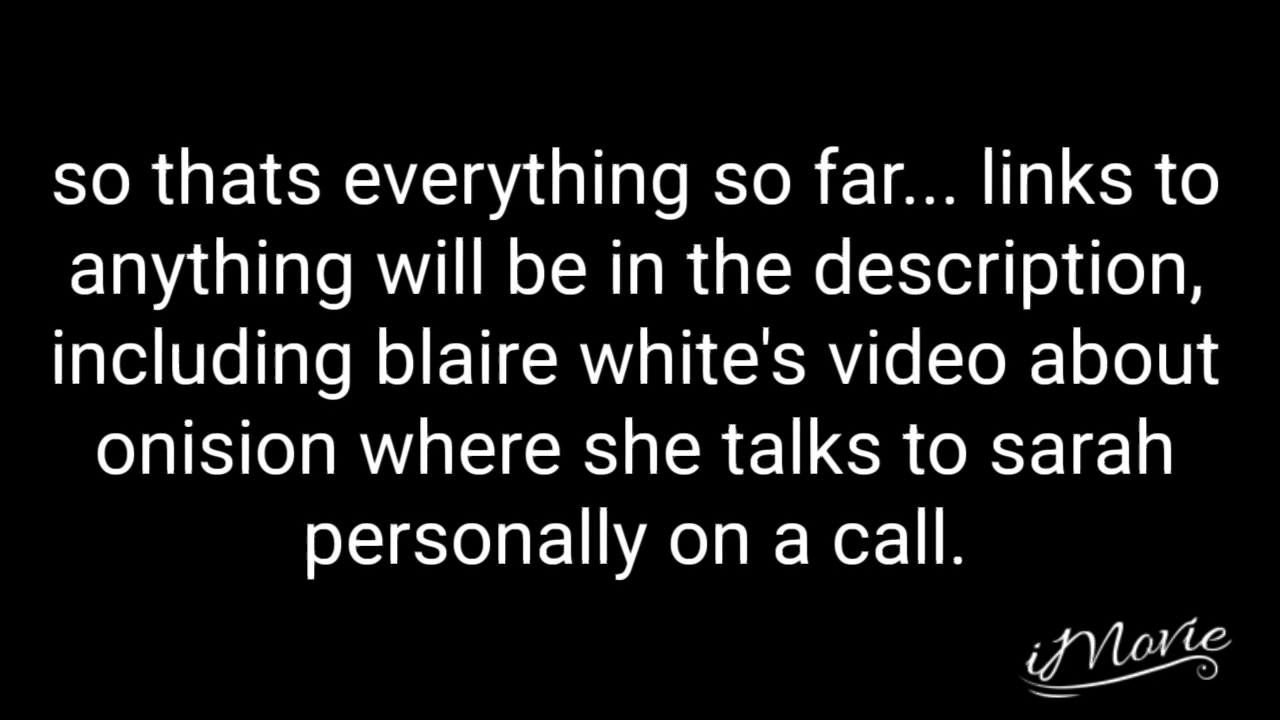 so thats everything so far... links to
anything will be in the description,
including blaire white's video about
onision where she talks to sarah
personally on a call.
iMovie